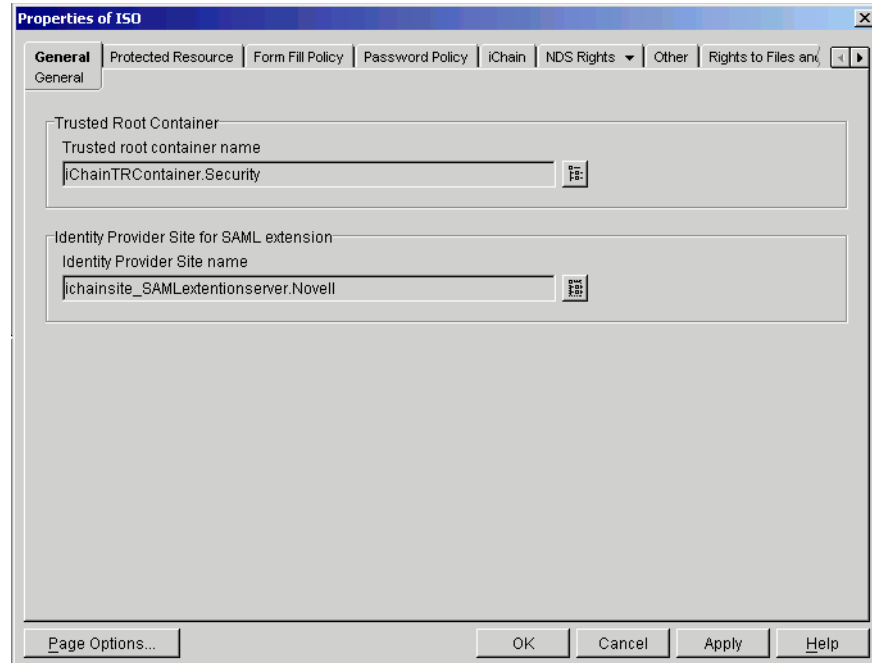 Properties of ISO
General Protected Resource Form Fill Policy Password Policy iChain NDS Rights Other Rights to Files and
General
Trusted Root Container
Trusted root container name
iChainTRContainer.Security
Identity Provider Site for SAML extension
Identity Provider Site name
ichainsite_SAMLextentionserver.Novell
Page Options... OK Cancel Apply Help